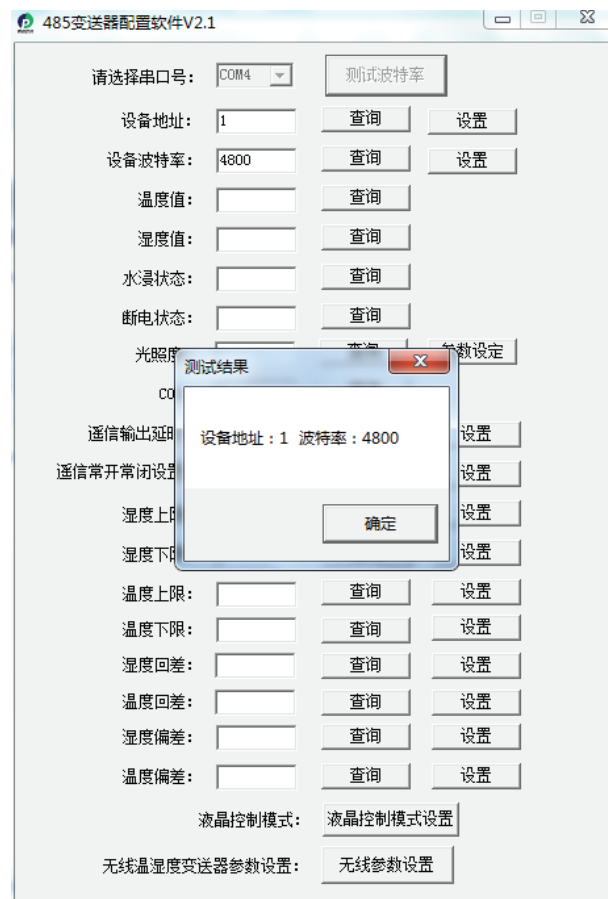 485变送器配置软件V2.1
请选择串口号： COM4 测试波特率
设备地址： 1 查询 设置
设备波特率： 4800 查询 设置
温度值： 查询
湿度值： 查询
水浸状态： 查询
断电状态： 查询
光照度 查询 参数设定
测试结果
CO
设备地址：1 波特率：4800
遥信输出延时 设置
遥信常开常闭设置 设置
确定
湿度上限 设置
湿度下限 设置
温度上限： 查询 设置
温度下限： 查询 设置
湿度回差： 查询 设置
温度回差： 查询 设置
湿度偏差： 查询 设置
温度偏差： 查询 设置
液晶控制模式： 液晶控制模式设置
无线温湿度变送器参数设置： 无线参数设置